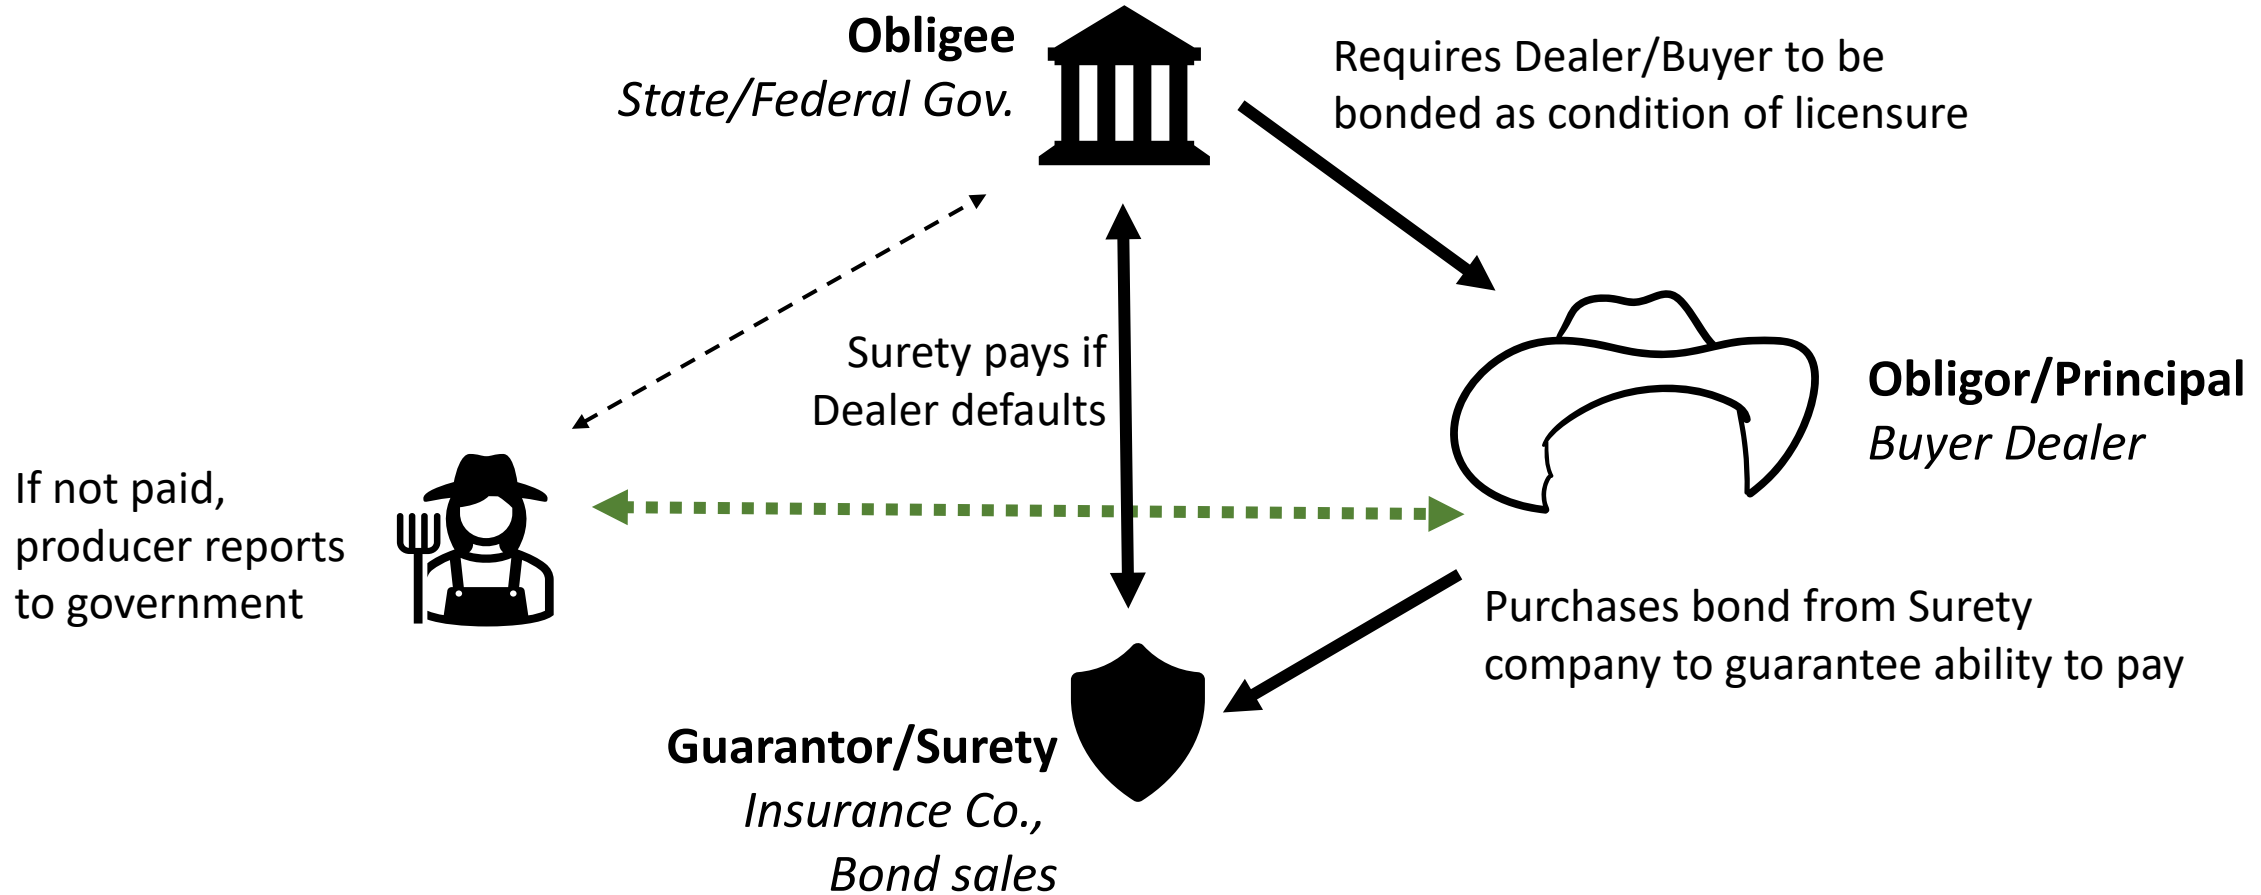 Obligee
State/Federal Gov.
Requires Dealer/Buyer to be
bonded as condition of licensure
Surety pays if
Dealer defaults
Obligor/Principal
Buyer Dealer
If not paid,
producer reports
to government
Purchases bond from Surety
company to guarantee ability to pay
Guarantor/Surety
Insurance Co.,
Bond sales